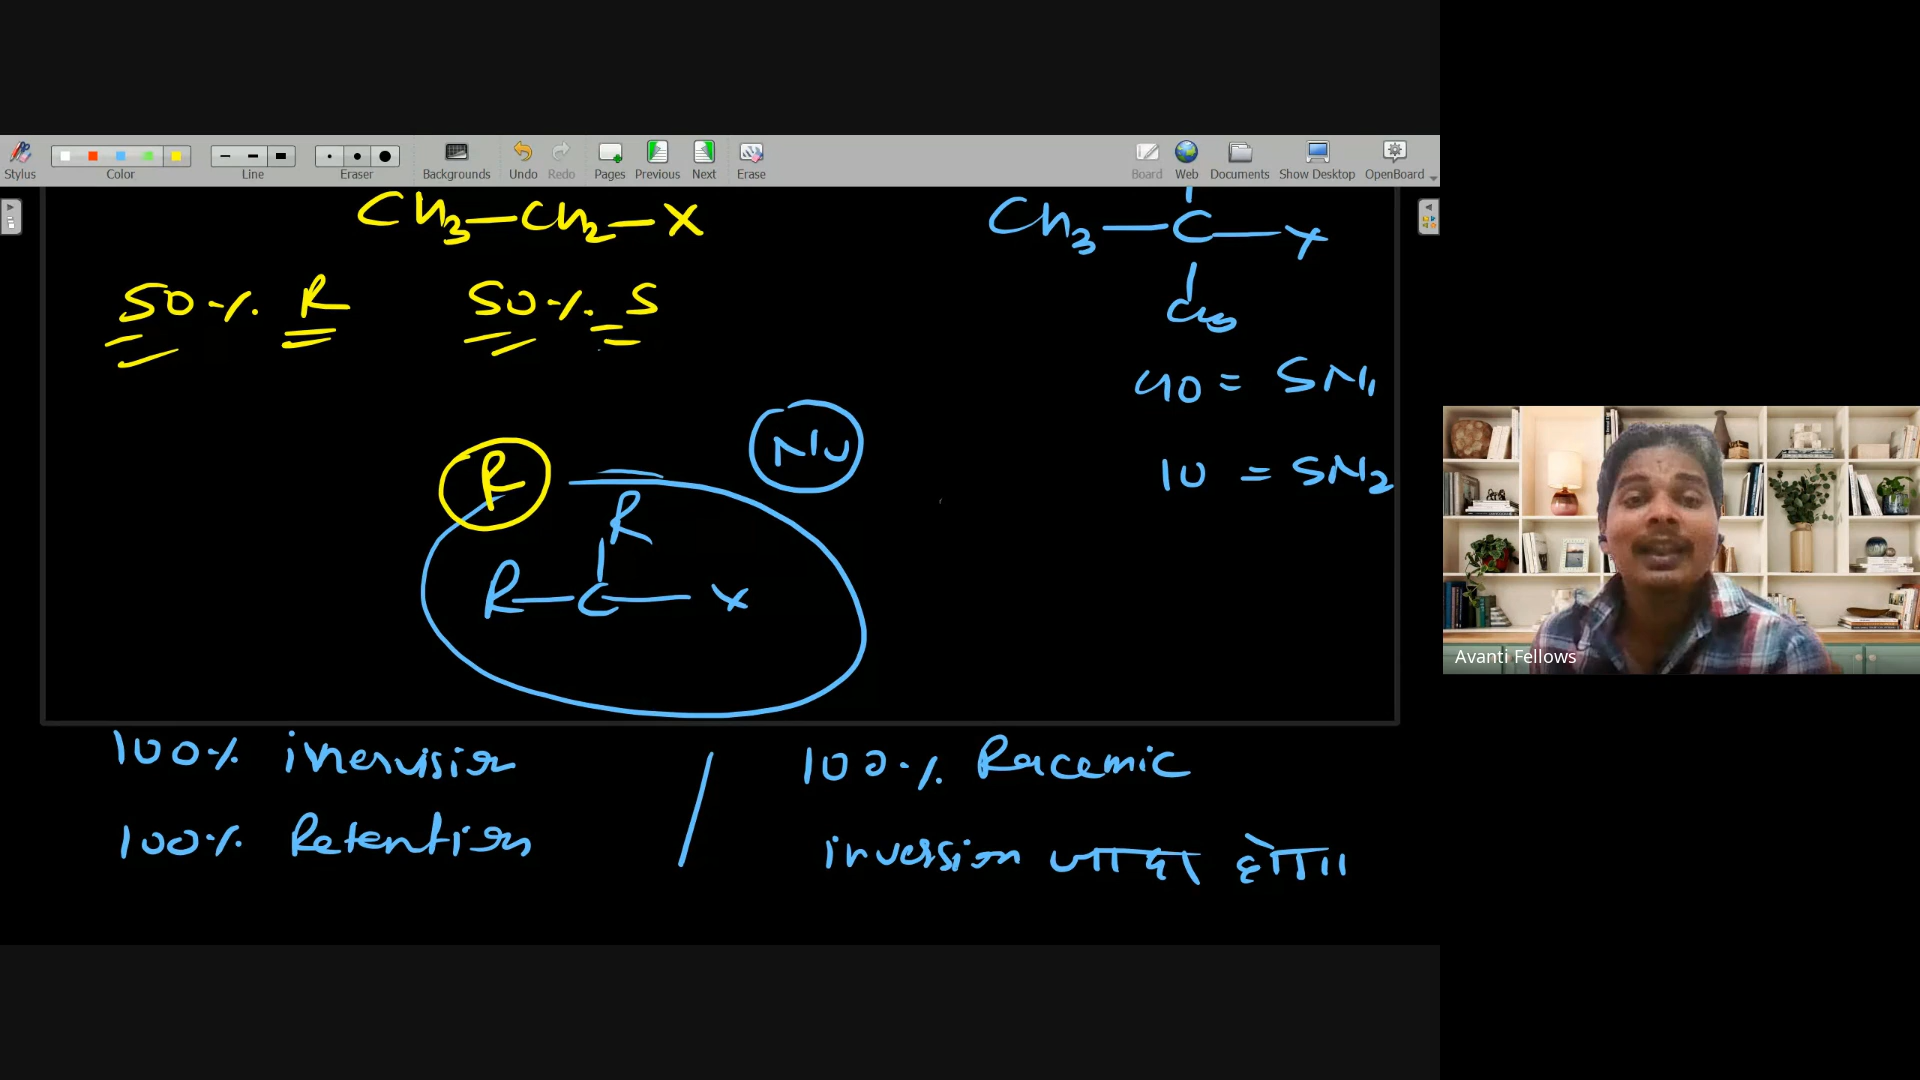 Stylus Color Line Eraser Backgrounds Undo Redo Pages Previous Next Erase Board Web Documents Show Desktop OpenBoard
CH3—CH2—X
CH3—C—X
CH3
50% R 50% S
40 = SN1
Nu
R
10 = SN2
R
R—C—X
Avanti Fellows
100% inervision
100% Racemic
100% Retention
inversion ज्यादा होगा